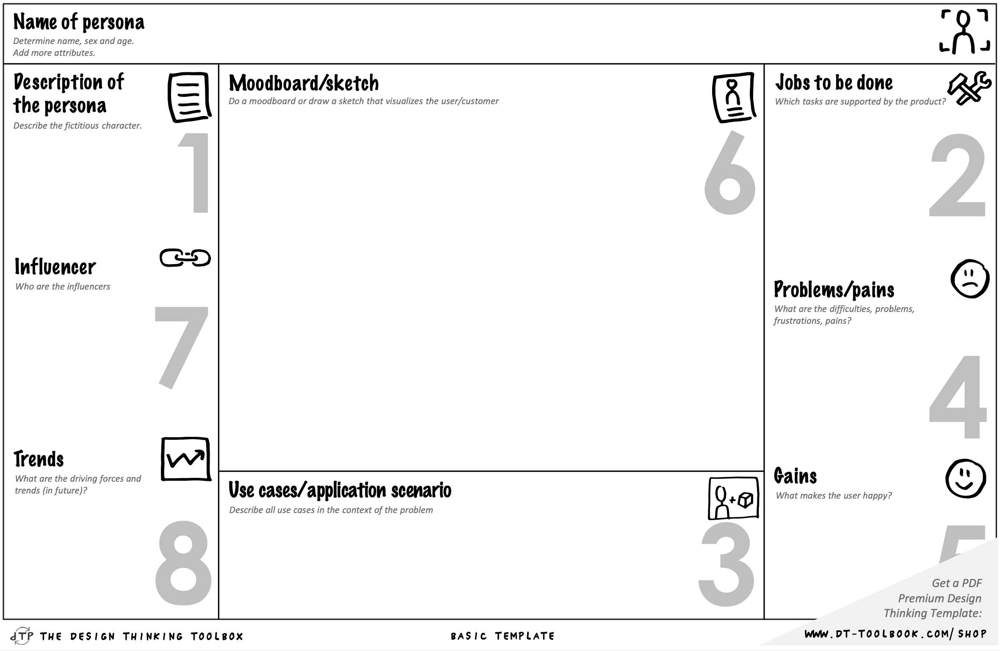 Name of persona
Determine name, sex and age.
Add more attributes.
Description of
the persona
Describe the fictitious character.
1
Influencer
Who are the influencers
7
Trends
What are the driving forces and
trends (in future)?
8
Moodboard/sketch
Do a moodboard or draw a sketch that visualizes the user/customer
6
Use cases/application scenario
Describe all use cases in the context of the problem
3
Jobs to be done
Which tasks are supported by the product?
2
Problems/pains
What are the difficulties, problems,
frustrations, pains?
4
Gains
What makes the user happy?
5
Get a PDF
Premium Design
Thinking Template:
WWW.DT-TOOLBOOK.COM/SHOP
dTP THE DESIGN THINKING TOOLBOX
BASIC TEMPLATE